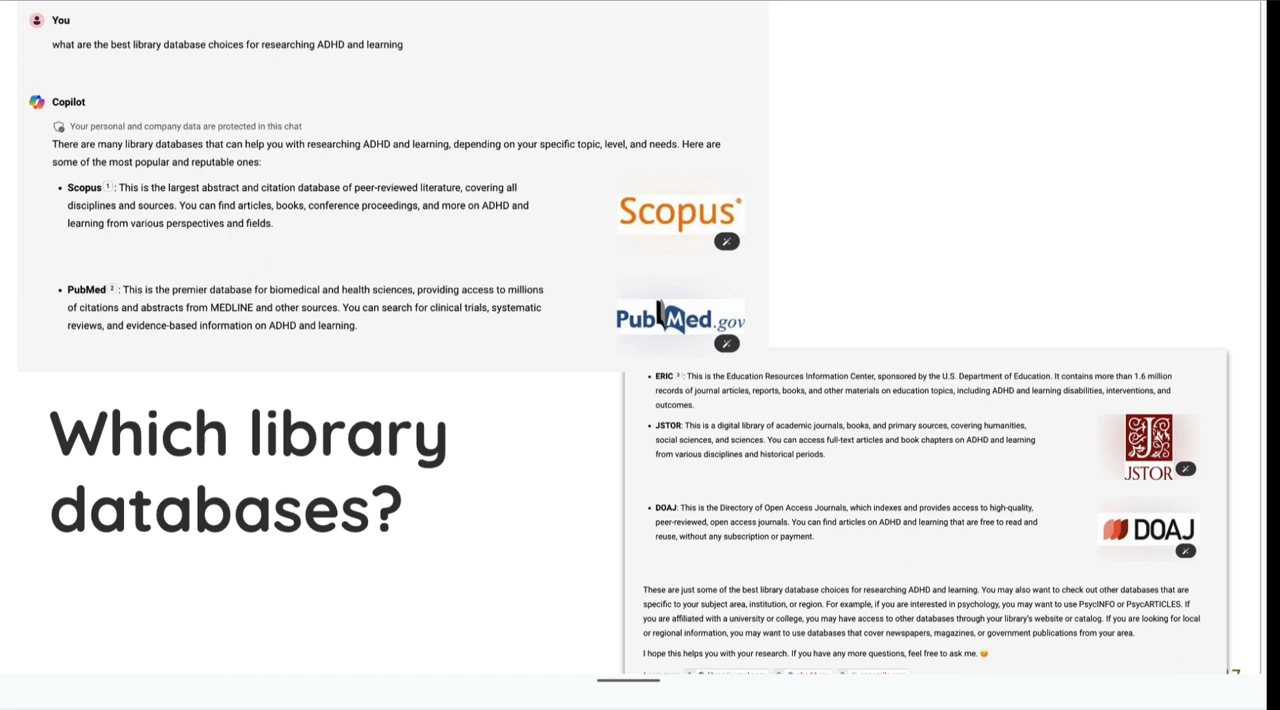 You
what are the best library database choices for researching ADHD and learning
Copilot
Your personal and company data are protected in this chat
There are many library databases that can help you with researching ADHD and learning, depending on your specific topic, level, and needs. Here are
some of the most popular and reputable ones:
• Scopus 1 : This is the largest abstract and citation database of peer-reviewed literature, covering all
disciplines and sources. You can find articles, books, conference proceedings, and more on ADHD and
learning from various perspectives and fields.
Scopus®
• PubMed 2 : This is the premier database for biomedical and health sciences, providing access to millions
of citations and abstracts from MEDLINE and other sources. You can search for clinical trials, systematic
reviews, and evidence-based information on ADHD and learning.
PubMed.gov
Which library
databases?
• ERIC 3 : This is the Education Resources Information Center, sponsored by the U.S. Department of Education. It contains more than 1.6 million
records of journal articles, reports, books, and other materials on education topics, including ADHD and learning disabilities, interventions, and
outcomes.
• JSTOR: This is a digital library of academic journals, books, and primary sources, covering humanities,
social sciences, and sciences. You can access full-text articles and book chapters on ADHD and learning
from various disciplines and historical periods.
JSTOR
• DOAJ: This is the Directory of Open Access Journals, which indexes and provides access to high-quality,
peer-reviewed, open access journals. You can find articles on ADHD and learning that are free to read and
reuse, without any subscription or payment.
DOAJ
These are just some of the best library database choices for researching ADHD and learning. You may also want to check out other databases that are
specific to your subject area, institution, or region. For example, if you are interested in psychology, you may want to use PsycINFO or PsycARTICLES. If
you are affiliated with a university or college, you may have access to other databases through your library's website or catalog. If you are looking for local
or regional information, you may want to use databases that cover newspapers, magazines, or government publications from your area.
I hope this helps you with your research. If you have any more questions, feel free to ask me. 😊